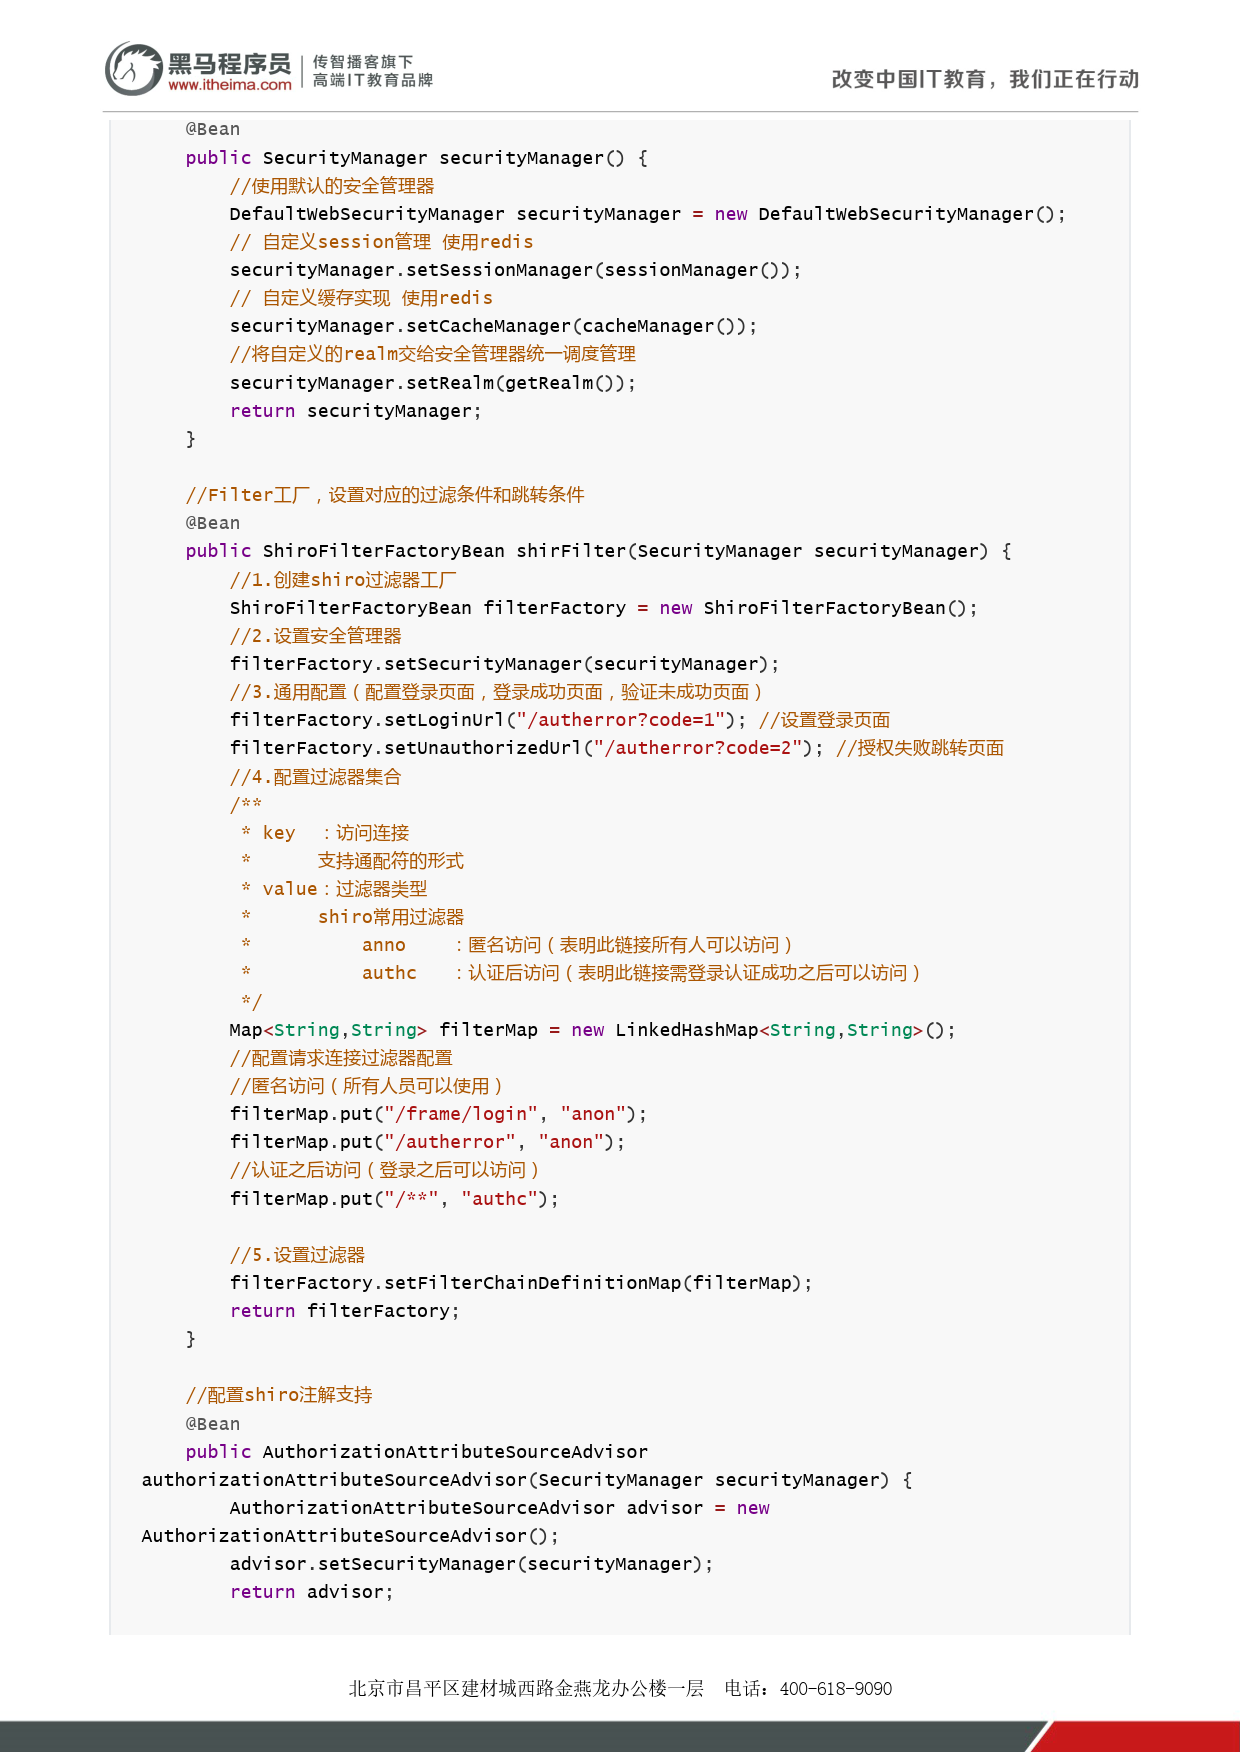 黑马程序员
www.itheima.com
传智播客旗下
高端IT教育品牌
改变中国IT教育，我们正在行动
    @Bean
    public SecurityManager securityManager() {
        //使用默认的安全管理器
        DefaultWebSecurityManager securityManager = new DefaultWebSecurityManager();
        // 自定义session管理 使用redis
        securityManager.setSessionManager(sessionManager());
        // 自定义缓存实现 使用redis
        securityManager.setCacheManager(cacheManager());
        //将自定义的realm交给安全管理器统一调度管理
        securityManager.setRealm(getRealm());
        return securityManager;
    }
    //Filter工厂，设置对应的过滤条件和跳转条件
    @Bean
    public ShiroFilterFactoryBean shirFilter(SecurityManager securityManager) {
        //1.创建shiro过滤器工厂
        ShiroFilterFactoryBean filterFactory = new ShiroFilterFactoryBean();
        //2.设置安全管理器
        filterFactory.setSecurityManager(securityManager);
        //3.通用配置（配置登录页面，登录成功页面，验证未成功页面）
        filterFactory.setLoginUrl("/autherror?code=1"); //设置登录页面
        filterFactory.setUnauthorizedUrl("/autherror?code=2"); //授权失败跳转页面
        //4.配置过滤器集合
        /**
         * key  ：访问连接
         *      支持通配符的形式
         * value：过滤器类型
         *      shiro常用过滤器
         *          anno    ：匿名访问（表明此链接所有人可以访问）
         *          authc   ：认证后访问（表明此链接需登录认证成功之后可以访问）
         */
        Map<String,String> filterMap = new LinkedHashMap<String,String>();
        //配置请求连接过滤器配置
        //匿名访问（所有人员可以使用）
        filterMap.put("/frame/login", "anon");
        filterMap.put("/autherror", "anon");
        //认证之后访问（登录之后可以访问）
        filterMap.put("/**", "authc");
        //5.设置过滤器
        filterFactory.setFilterChainDefinitionMap(filterMap);
        return filterFactory;
    }
    //配置shiro注解支持
    @Bean
    public AuthorizationAttributeSourceAdvisor
authorizationAttributeSourceAdvisor(SecurityManager securityManager) {
        AuthorizationAttributeSourceAdvisor advisor = new
AuthorizationAttributeSourceAdvisor();
        advisor.setSecurityManager(securityManager);
        return advisor;
北京市昌平区建材城西路金燕龙办公楼一层  电话：400-618-9090